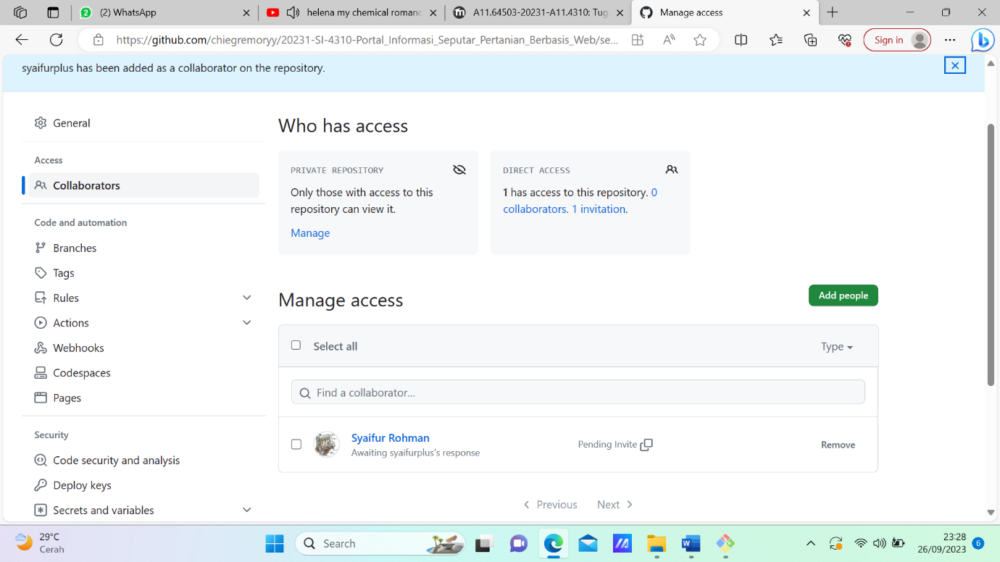 (2) WhatsApp
helena my chemical romanc
A11.64503-20231-A11.4310: Tug
Manage access
https://github.com/chiegremoryy/20231-SI-4310-Portal_Informasi_Seputar_Pertanian_Berbasis_Web/se...
Sign in
syaifurplus has been added as a collaborator on the repository.
General
Access
Collaborators
Code and automation
Branches
Tags
Rules
Actions
Webhooks
Codespaces
Pages
Security
Code security and analysis
Deploy keys
Secrets and variables
Who has access
PRIVATE REPOSITORY
Only those with access to this
repository can view it.
Manage
DIRECT ACCESS
1 has access to this repository. 0
collaborators. 1 invitation.
Manage access
Add people
Select all
Type
Find a collaborator...
Syaifur Rohman
Awaiting syaifurplus's response
Pending Invite
Remove
Previous
Next
29°C
Cerah
Search
23:28
26/09/2023
6